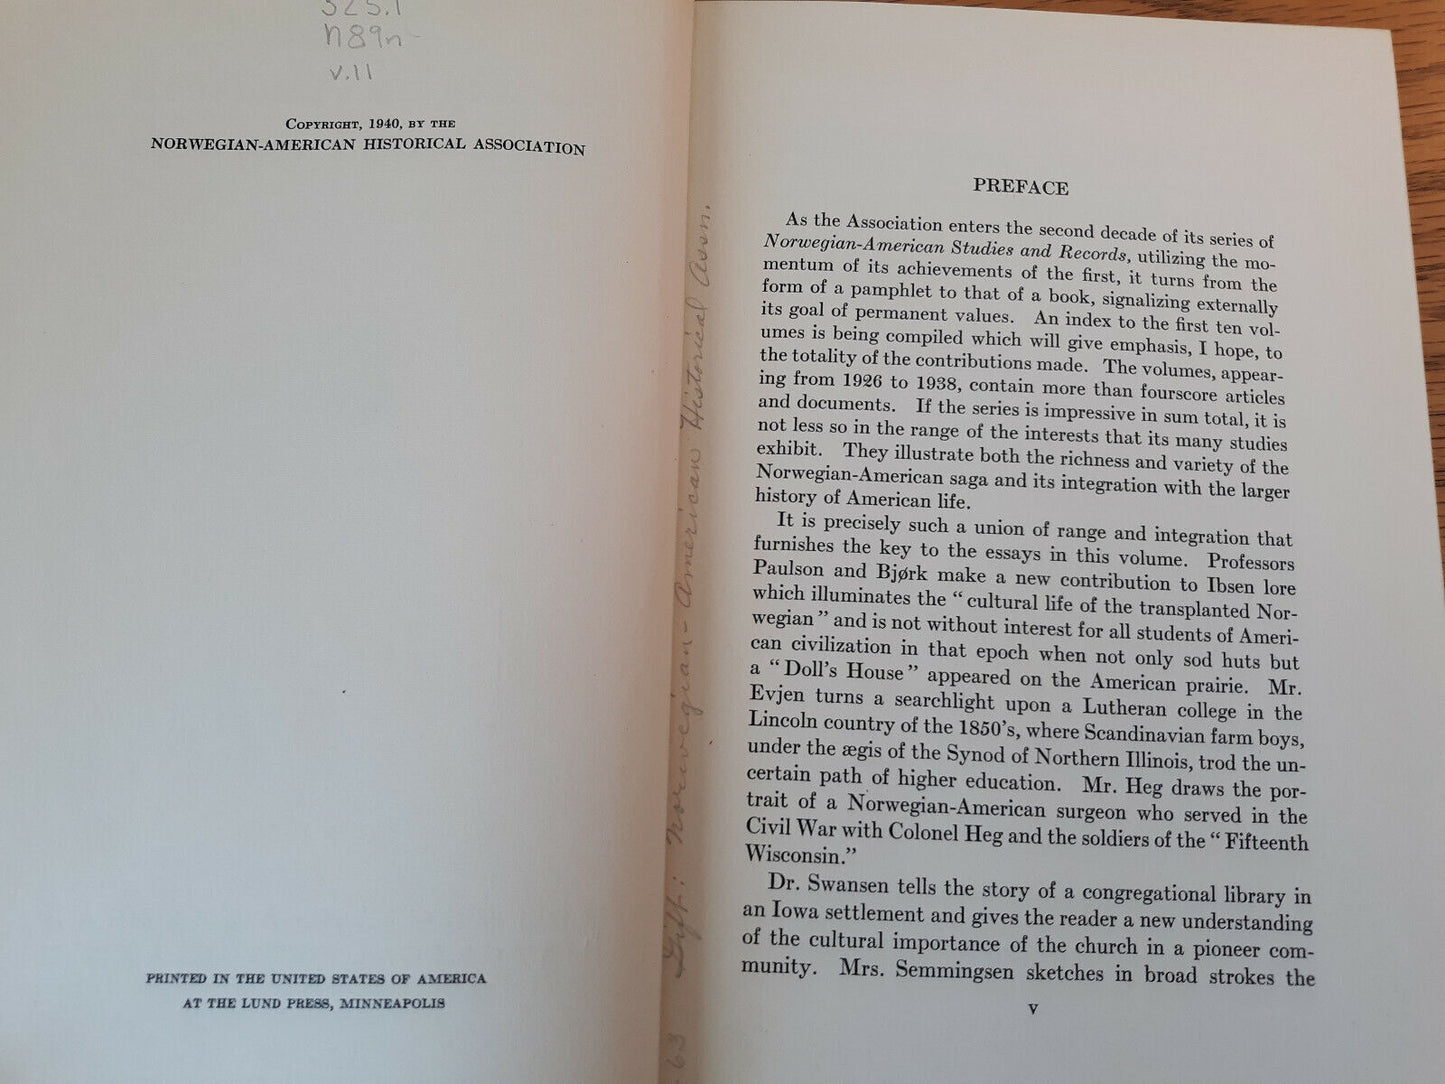 325.1
n89n
v.11
Copyright, 1940, by the
NORWEGIAN-AMERICAN HISTORICAL ASSOCIATION
PRINTED IN THE UNITED STATES OF AMERICA
AT THE LUND PRESS, MINNEAPOLIS
-63 Gift: Norwegian-American Historical Assn.
PREFACE
As the Association enters the second decade of its series of
Norwegian-American Studies and Records, utilizing the mo-
mentum of its achievements of the first, it turns from the
form of a pamphlet to that of a book, signalizing externally
its goal of permanent values. An index to the first ten vol-
umes is being compiled which will give emphasis, I hope, to
the totality of the contributions made. The volumes, appear-
ing from 1926 to 1938, contain more than fourscore articles
and documents. If the series is impressive in sum total, it is
not less so in the range of the interests that its many studies
exhibit. They illustrate both the richness and variety of the
Norwegian-American saga and its integration with the larger
history of American life.
It is precisely such a union of range and integration that
furnishes the key to the essays in this volume. Professors
Paulson and Bjørk make a new contribution to Ibsen lore
which illuminates the “cultural life of the transplanted Nor-
wegian” and is not without interest for all students of Ameri-
can civilization in that epoch when not only sod huts but
a “Doll's House” appeared on the American prairie. Mr.
Evjen turns a searchlight upon a Lutheran college in the
Lincoln country of the 1850's, where Scandinavian farm boys,
under the ægis of the Synod of Northern Illinois, trod the un-
certain path of higher education. Mr. Heg draws the por-
trait of a Norwegian-American surgeon who served in the
Civil War with Colonel Heg and the soldiers of the “Fifteenth
Wisconsin.”
Dr. Swansen tells the story of a congregational library in
an Iowa settlement and gives the reader a new understanding
of the cultural importance of the church in a pioneer com-
munity. Mrs. Semmingsen sketches in broad strokes the
v